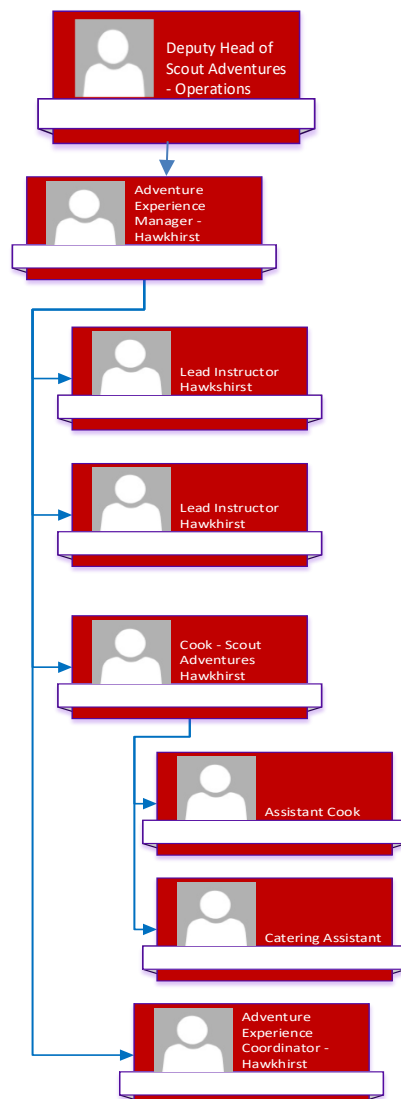 Deputy Head of
Scout Adventures
- Operations
Adventure
Experience
Manager -
Hawkhirst
Lead Instructor
Hawkshirst
Lead Instructor
Hawkhirst
Cook - Scout
Adventures
Hawkhirst
Assistant Cook
Catering Assistant
Adventure
Experience
Coordinator -
Hawkhirst